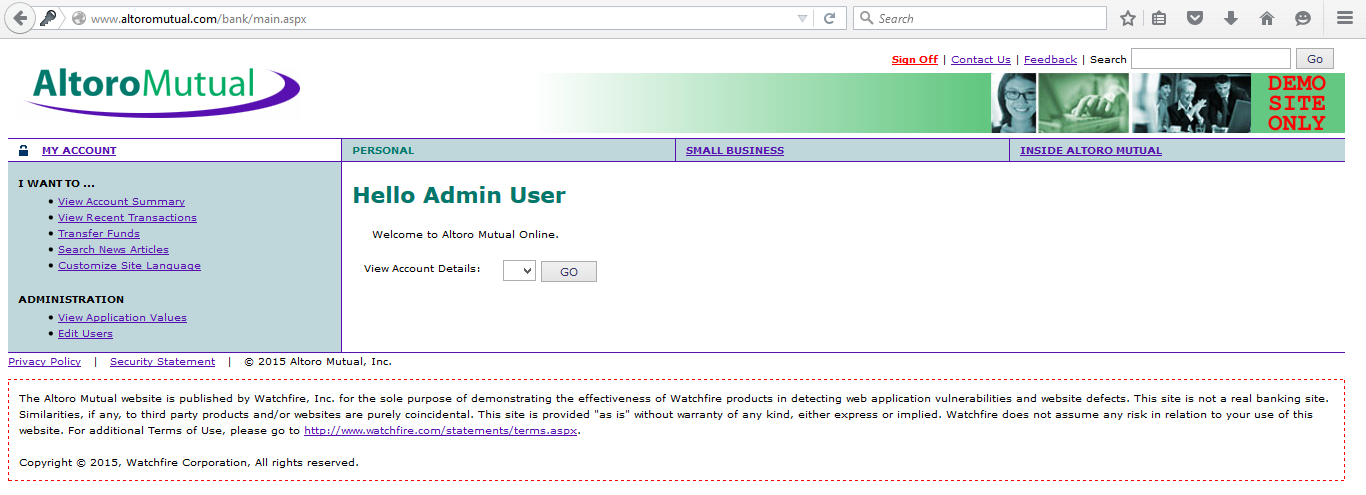 www.altoromutual.com/bank/main.aspx Search
Sign Off | Contact Us | Feedback | Search Go
AltoroMutual
DEMO
SITE
ONLY
MY ACCOUNT PERSONAL SMALL BUSINESS INSIDE ALTORO MUTUAL
I WANT TO ...
• View Account Summary
• View Recent Transactions
• Transfer Funds
• Search News Articles
• Customize Site Language
ADMINISTRATION
• View Application Values
• Edit Users
Hello Admin User
Welcome to Altoro Mutual Online.
View Account Details: GO
Privacy Policy | Security Statement | © 2015 Altoro Mutual, Inc.
The Altoro Mutual website is published by Watchfire, Inc. for the sole purpose of demonstrating the effectiveness of Watchfire products in detecting web application vulnerabilities and website defects. This site is not a real banking site.
Similarities, if any, to third party products and/or websites are purely coincidental. This site is provided "as is" without warranty of any kind, either express or implied. Watchfire does not assume any risk in relation to your use of this
website. For additional Terms of Use, please go to http://www.watchfire.com/statements/terms.aspx.
Copyright © 2015, Watchfire Corporation, All rights reserved.